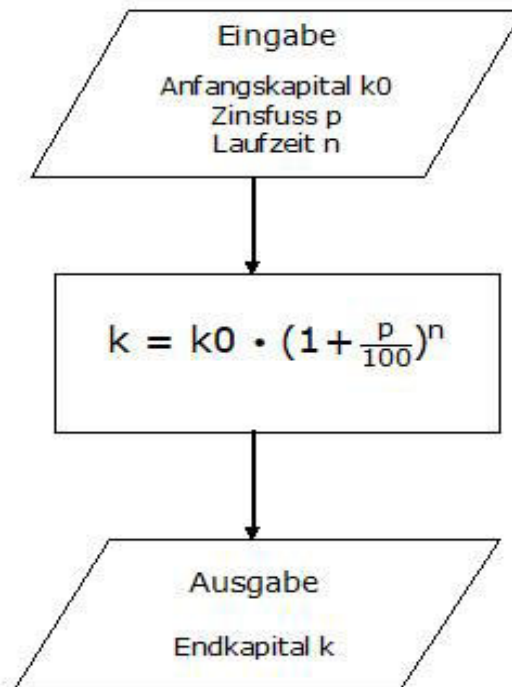 Eingabe
Anfangskapital k0
Zinsfuss p
Laufzeit n
k = k0 · (1+p/100)^n
Ausgabe
Endkapital k